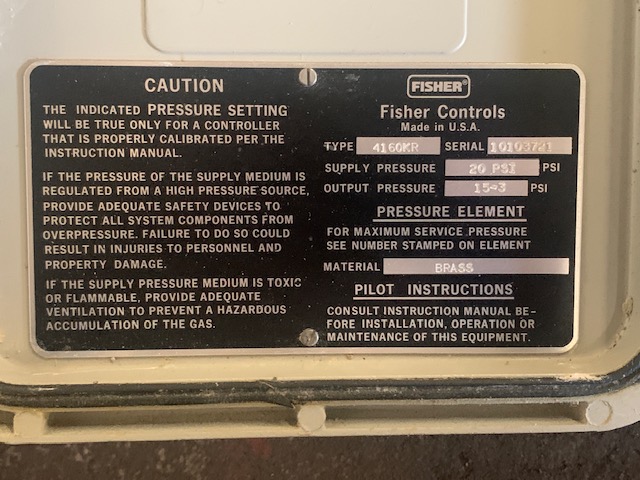 CAUTION
THE INDICATED PRESSURE SETTING
WILL BE TRUE ONLY FOR A CONTROLLER
THAT IS PROPERLY CALIBRATED PER THE
INSTRUCTION MANUAL.
IF THE PRESSURE OF THE SUPPLY MEDIUM IS
REGULATED FROM A HIGH PRESSURE SOURCE,
PROVIDE ADEQUATE SAFETY DEVICES TO
PROTECT ALL SYSTEM COMPONENTS FROM
OVERPRESSURE. FAILURE TO DO SO COULD
RESULT IN INJURIES TO PERSONNEL AND
PROPERTY DAMAGE.
IF THE SUPPLY PRESSURE MEDIUM IS TOXIC
OR FLAMMABLE, PROVIDE ADEQUATE
VENTILATION TO PREVENT A HAZARDOUS
ACCUMULATION OF THE GAS.
FISHER®
Fisher Controls
Made in U.S.A.
TYPE 4160KR SERIAL 10103721
SUPPLY PRESSURE 20 PSI PSI
OUTPUT PRESSURE 15-3 PSI
PRESSURE ELEMENT
FOR MAXIMUM SERVICE PRESSURE
SEE NUMBER STAMPED ON ELEMENT
MATERIAL BRASS
PILOT INSTRUCTIONS
CONSULT INSTRUCTION MANUAL BE-
FORE INSTALLATION, OPERATION OR
MAINTENANCE OF THIS EQUIPMENT.